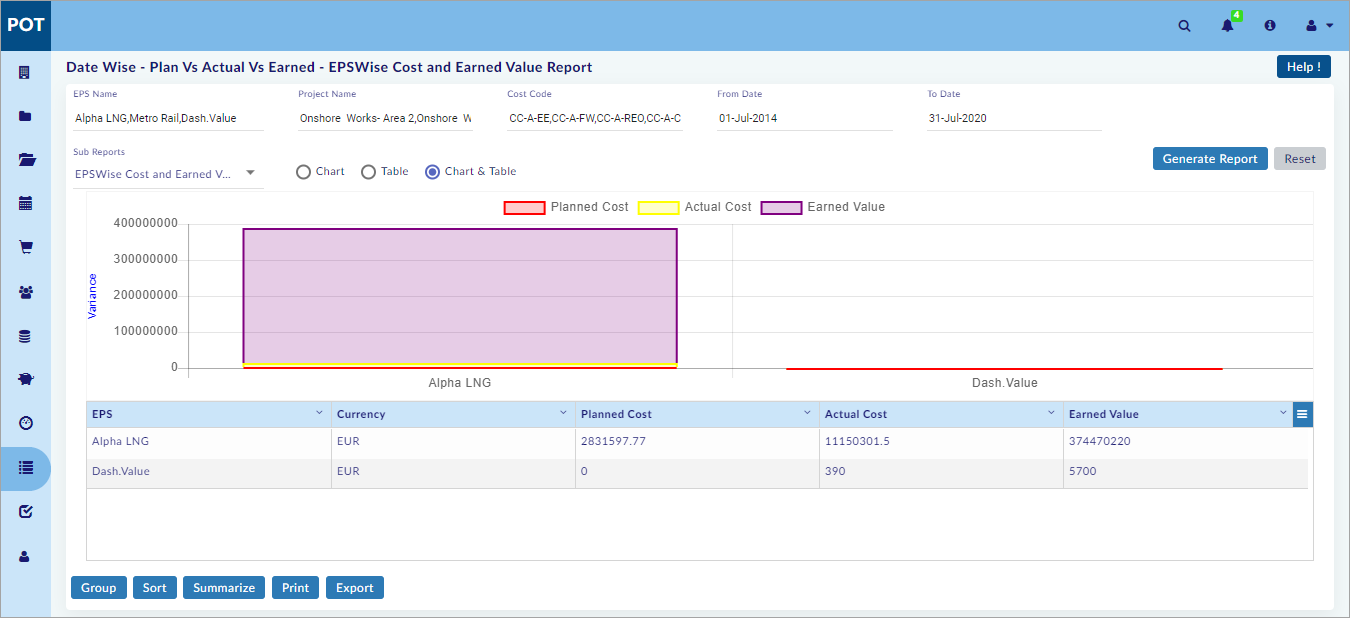 POT
4
Date Wise - Plan Vs Actual Vs Earned - EPSWise Cost and Earned Value Report
Help !
EPS Name Project Name Cost Code From Date To Date
Alpha LNG,Metro Rail,Dash.Value Onshore Works- Area 2,Onshore W CC-A-EE,CC-A-FW,CC-A-REO,CC-A-C 01-Jul-2014 31-Jul-2020
Sub Reports
EPSWise Cost and Earned V... Chart Table Chart & Table
Generate Report Reset
Planned Cost Actual Cost Earned Value
400000000
300000000
200000000
100000000
0
Variance
Alpha LNG Dash.Value
EPS Currency Planned Cost Actual Cost Earned Value
Alpha LNG EUR 2831597.77 11150301.5 374470220
Dash.Value EUR 0 390 5700
Group Sort Summarize Print Export